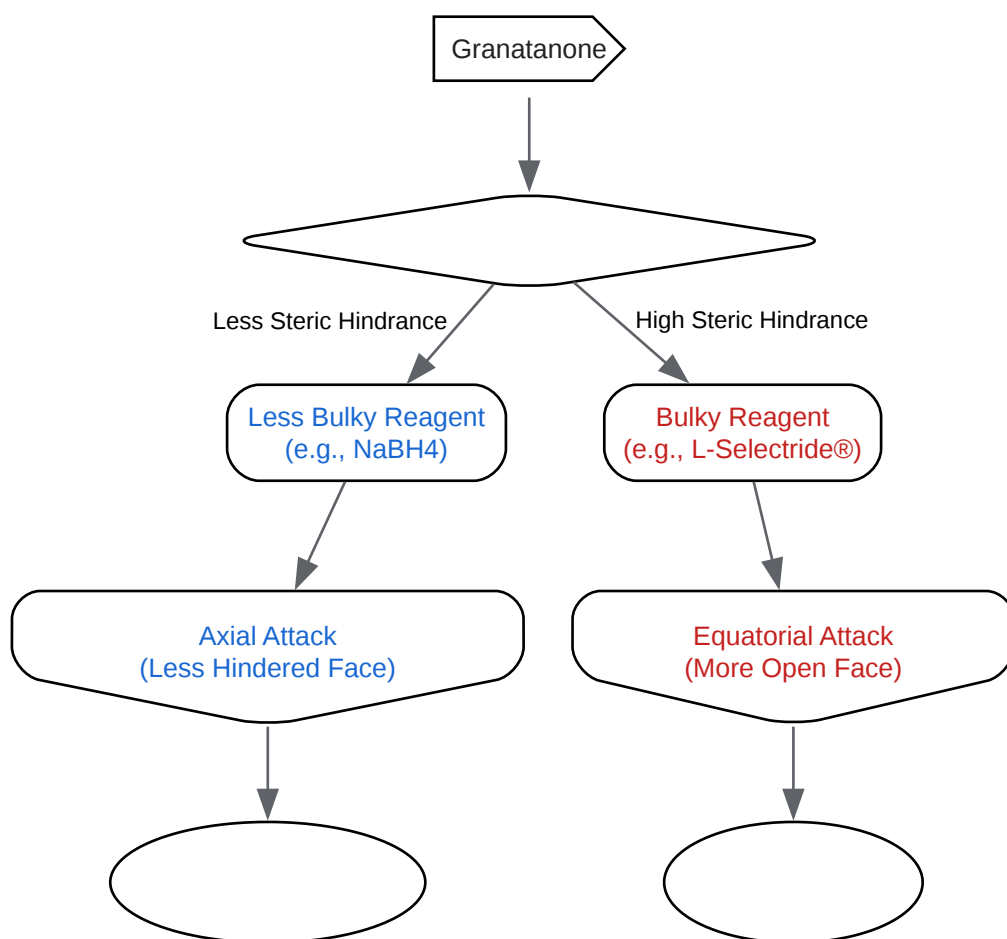 Granatanone
Less Steric Hindrance
High Steric Hindrance
Less Bulky Reagent
(e.g., NaBH4)
Bulky Reagent
(e.g., L-Selectride®)
Axial Attack
(Less Hindered Face)
Equatorial Attack
(More Open Face)